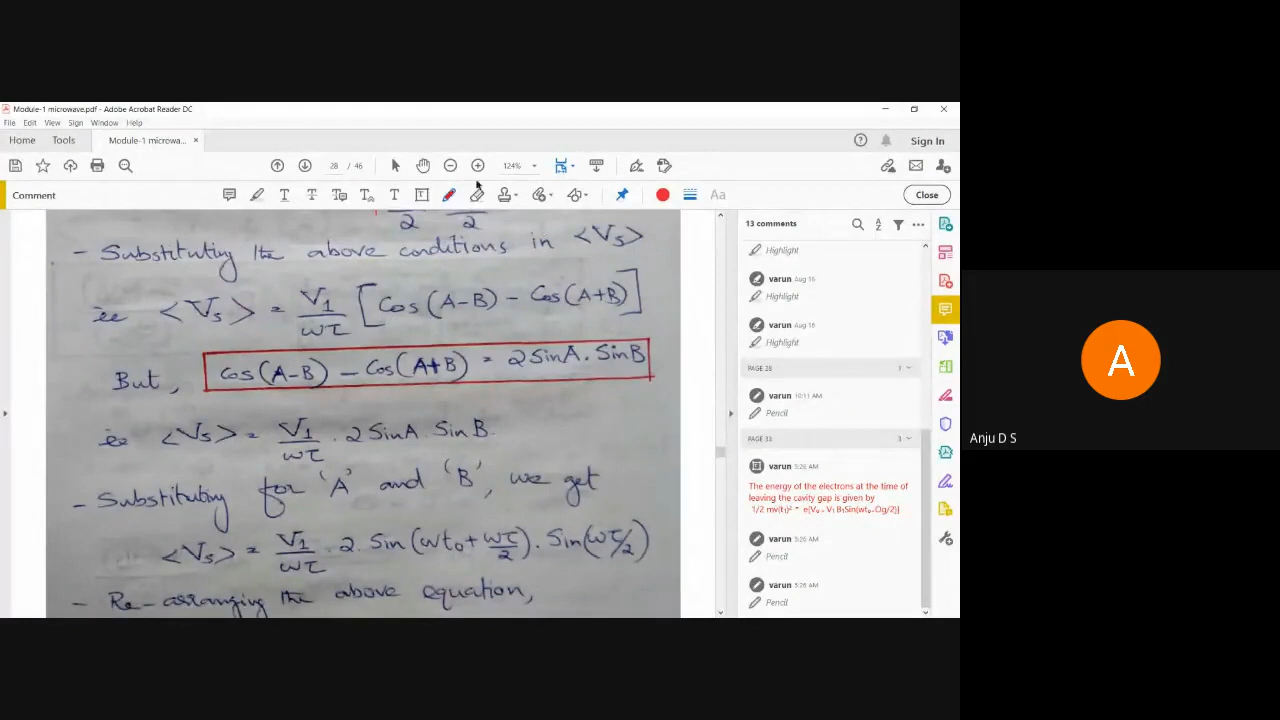 Module-1 microwave.pdf - Adobe Acrobat Reader DC
File Edit View Sign Window Help
Home Tools Module-1 microwa... × Sign In
28 / 46 124%
Comment Aa Close
2 2
- Substituting the above conditions in <Vs>
ie <Vs> = V1/ωτ [Cos(A-B) - Cos(A+B)]
But, Cos(A-B) - Cos(A+B) = 2SinA. SinB
ie <Vs> = V1/ωτ . 2 SinA. SinB.
- Substituting for 'A' and 'B', we get
<Vs> = V1/ωτ . 2. Sin(ωt0 + ωτ/2). Sin(ωτ/2)
- Re-arranging the above equation,
13 comments
Highlight
varun Aug 16
Highlight
varun Aug 16
Highlight
PAGE 28 1
varun 10:11 AM
Pencil
PAGE 33 3
varun 5:26 AM
The energy of the electrons at the time of
leaving the cavity gap is given by
varun 5:26 AM
Pencil
varun 5:26 AM
Pencil
A
Anju D S